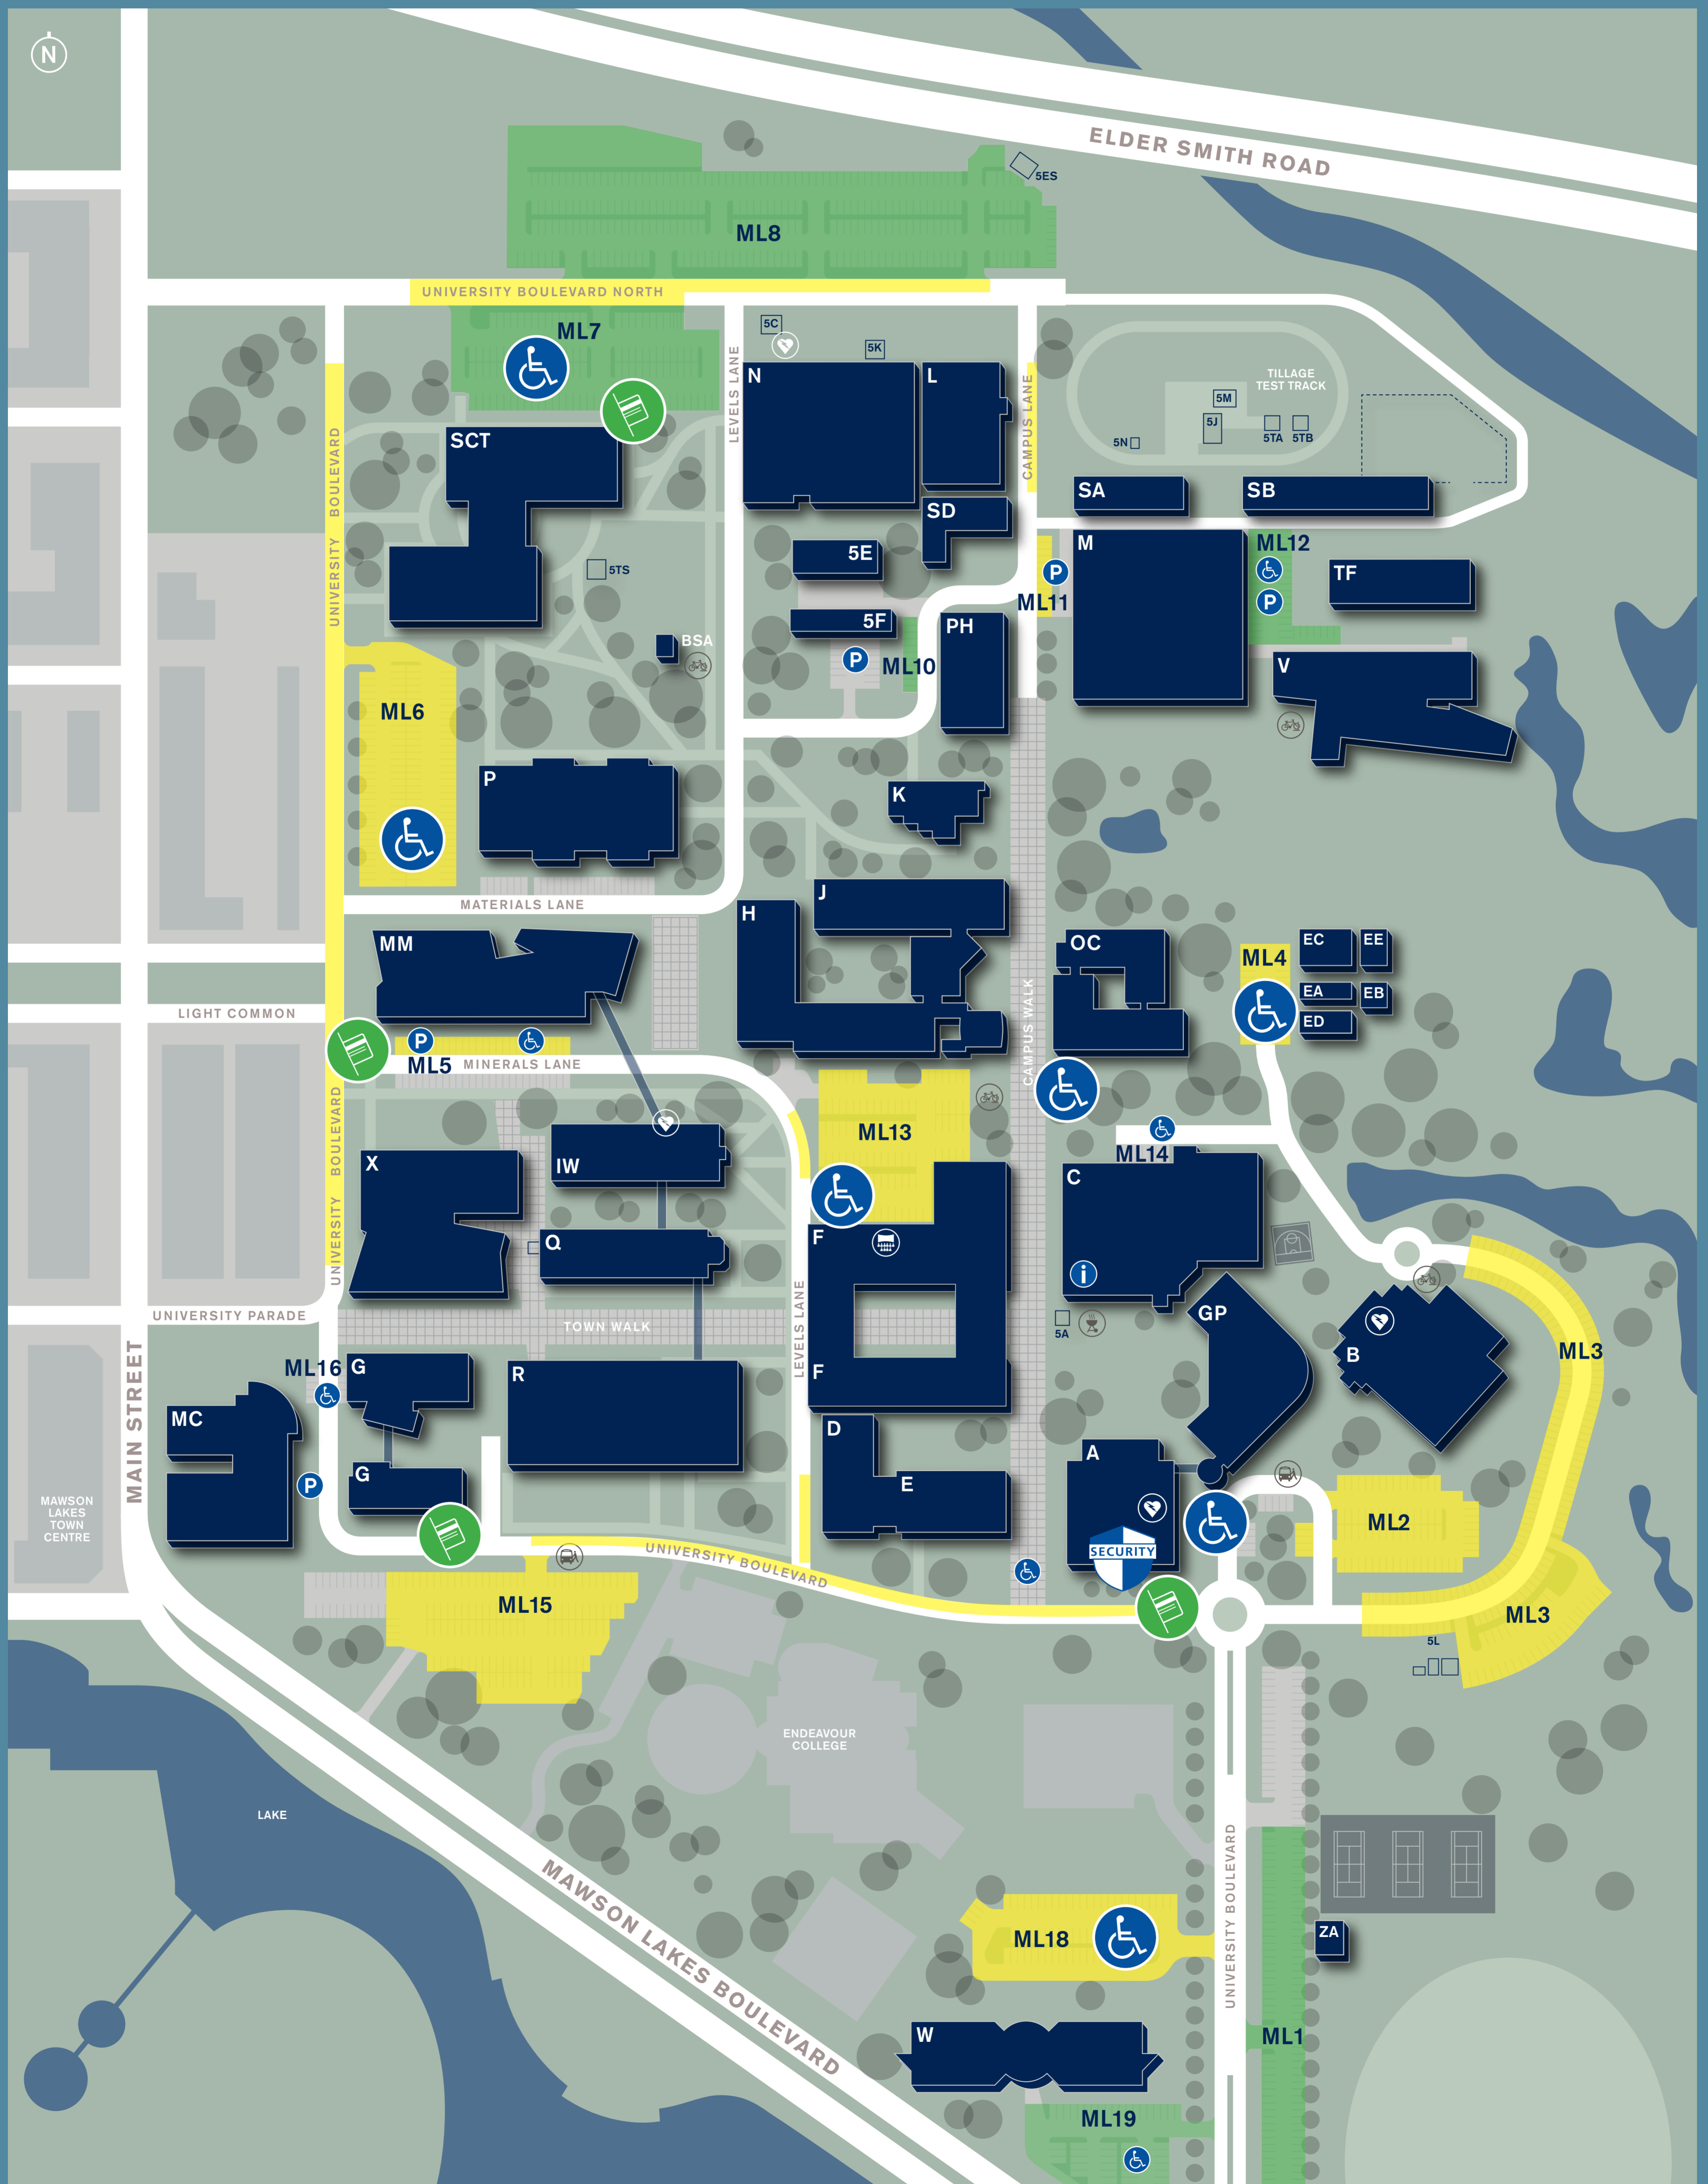 N
ELDER SMITH ROAD
5ES
ML8
UNIVERSITY BOULEVARD NORTH
ML7
5C
5K
LEVELS LANE
N
L
CAMPUS LANE
TILLAGE
TEST TRACK
5M
5J
5TA
5TB
5N
SCT
UNIVERSITY BOULEVARD
SA
SB
SD
M
ML12
5E
5TS
P
TF
ML11
P
5F
PH
BSA
P
ML10
V
ML6
P
K
MATERIALS LANE
J
H
MM
OC
EC
EE
ML4
EA
EB
ED
LIGHT COMMON
CAMPUS WALK
P
ML5
MINERALS LANE
UNIVERSITY BOULEVARD
ML13
ML14
X
IW
C
F
Q
i
UNIVERSITY PARADE
TOWN WALK
LEVELS LANE
5A
GP
B
ML3
MAIN STREET
ML16
G
R
F
MC
D
A
G
E
P
MAWSON
LAKES
TOWN
CENTRE
ML2
SECURITY
UNIVERSITY BOULEVARD
ML15
ML3
5L
ENDEAVOUR
COLLEGE
LAKE
UNIVERSITY BOULEVARD
MAWSON LAKES BOULEVARD
ML18
ZA
W
ML1
ML19